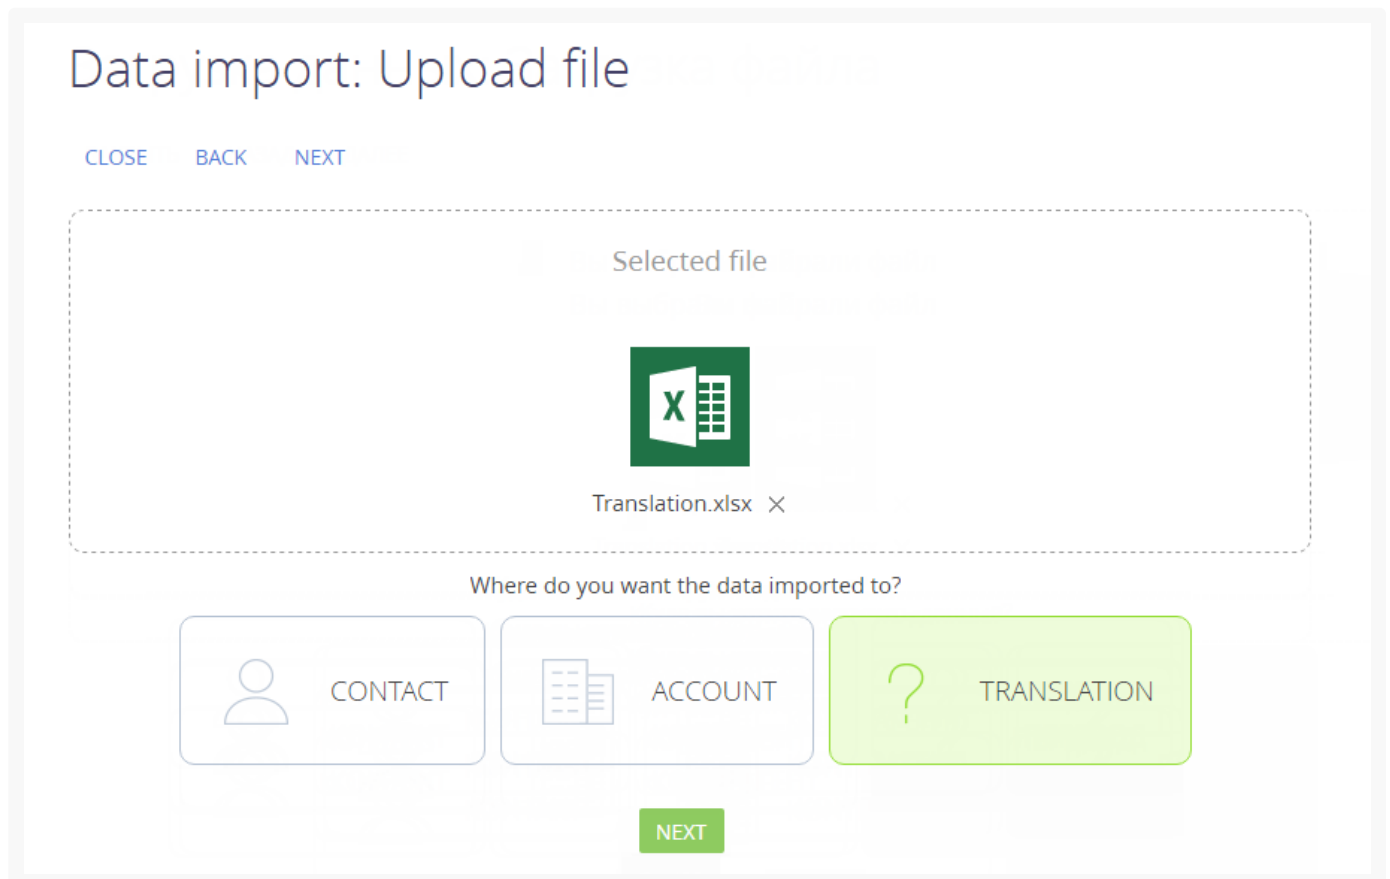 Data import: Upload file
CLOSE BACK NEXT
Selected file
X
Translation.xlsx
Where do you want the data imported to?
CONTACT ACCOUNT ? TRANSLATION
NEXT